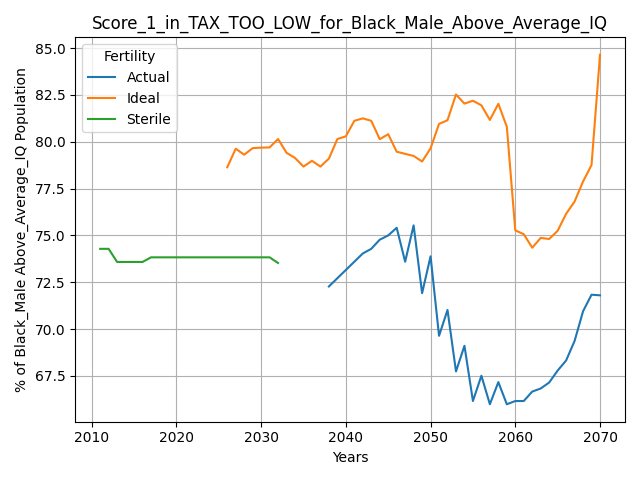 Score_1_in_TAX_TOO_LOW_for_Black_Male_Above_Average_IQ
Fertility
Actual
Ideal
Sterile
% of Black_Male Above_Average_IQ Population
85.0
82.5
80.0
77.5
75.0
72.5
70.0
67.5
2010 2020 2030 2040 2050 2060 2070
Years